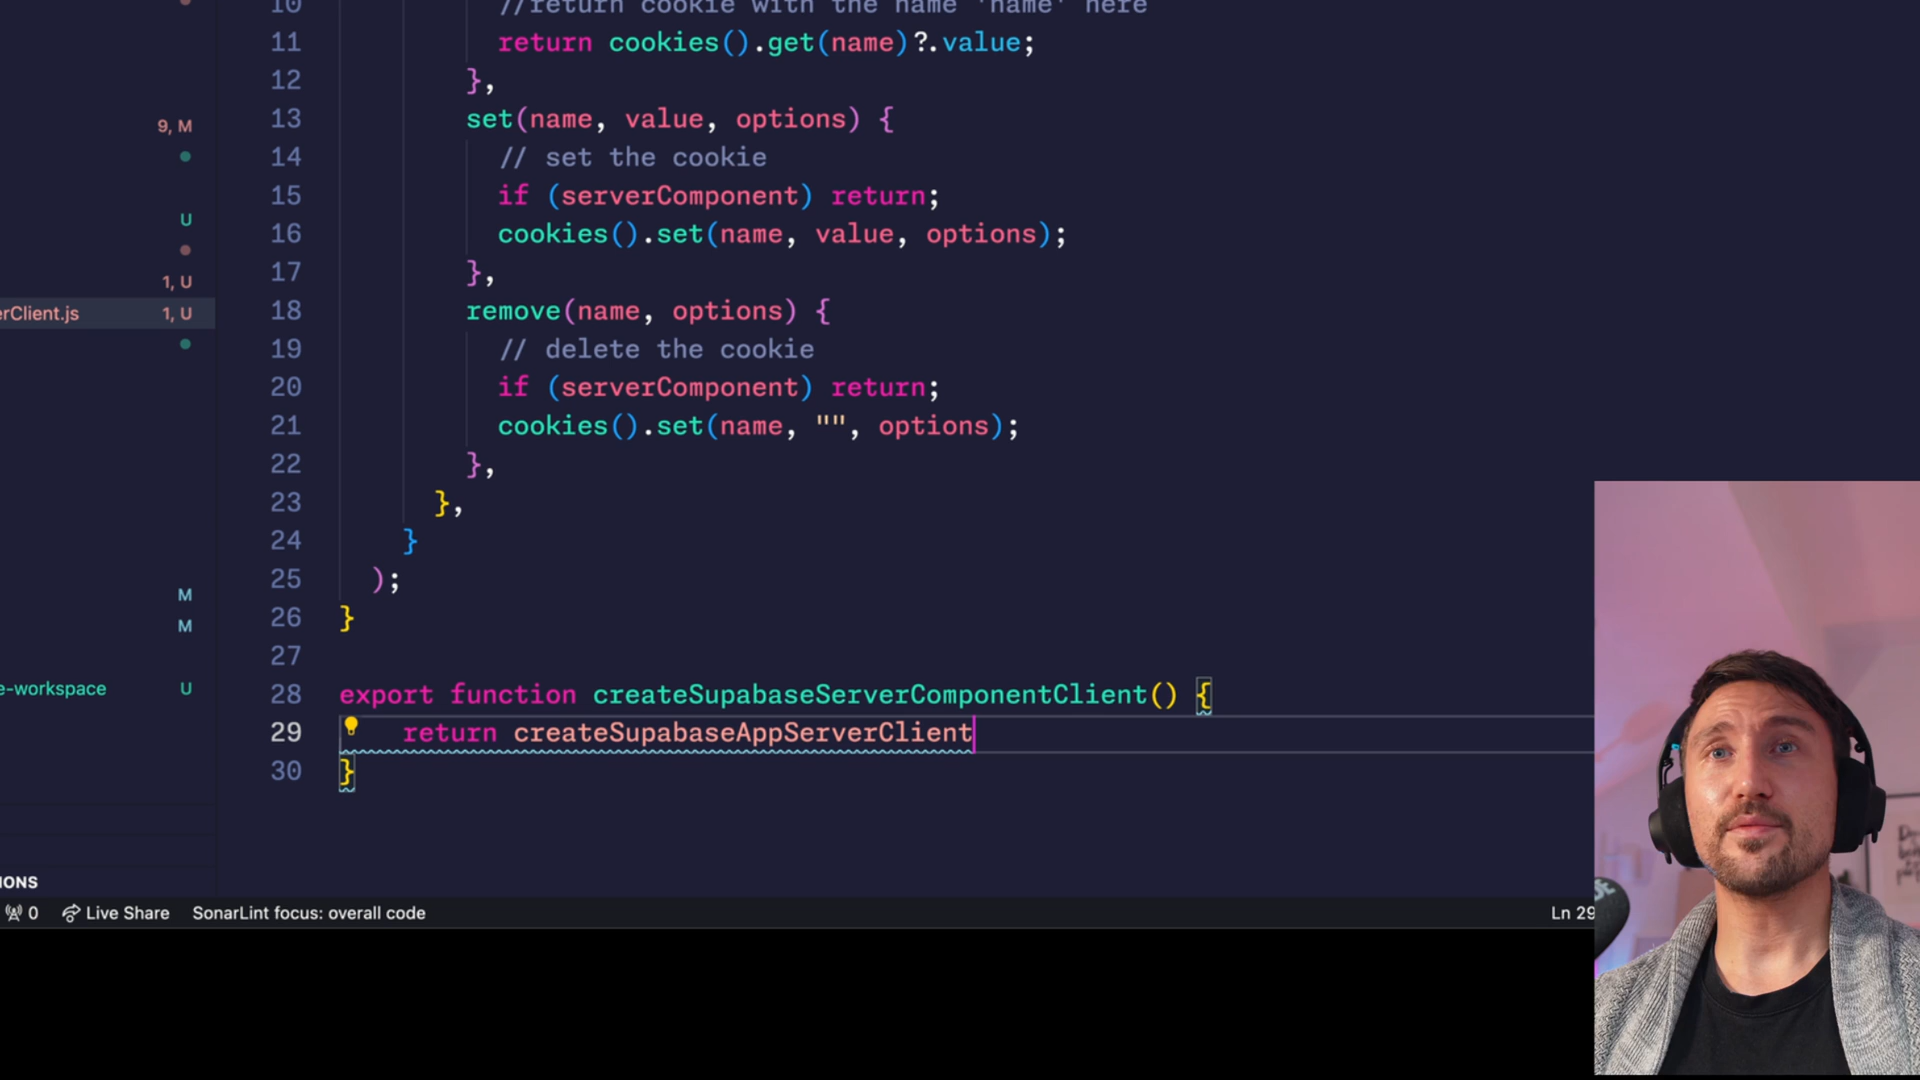 10 //return cookie with the name 'name' here
11 return cookies().get(name)?.value;
12 },
9, M
13 set(name, value, options) {
14 // set the cookie
15 if (serverComponent) return;
U
16 cookies().set(name, value, options);
17 },
1, U
18 remove(name, options) {
erClient.js 1, U
19 // delete the cookie
20 if (serverComponent) return;
21 cookies().set(name, "", options);
22 },
23 },
24 }
25 );
M
26 }
M
27
28 export function createSupabaseServerComponentClient() {
e-workspace U
29 return createSupabaseAppServerClient
30 }
IONS
0 Live Share SonarLint focus: overall code Ln 29